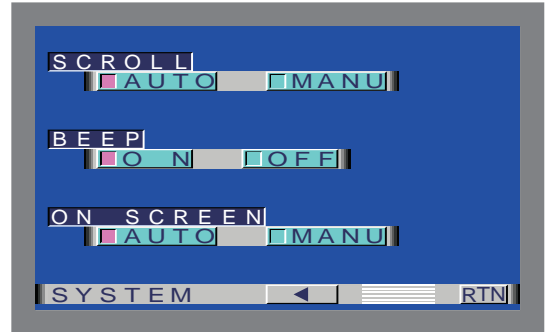 SCROLL
AUTO MANU
BEEP
ON OFF
ON SCREEN
AUTO MANU
SYSTEM ◀ RTN